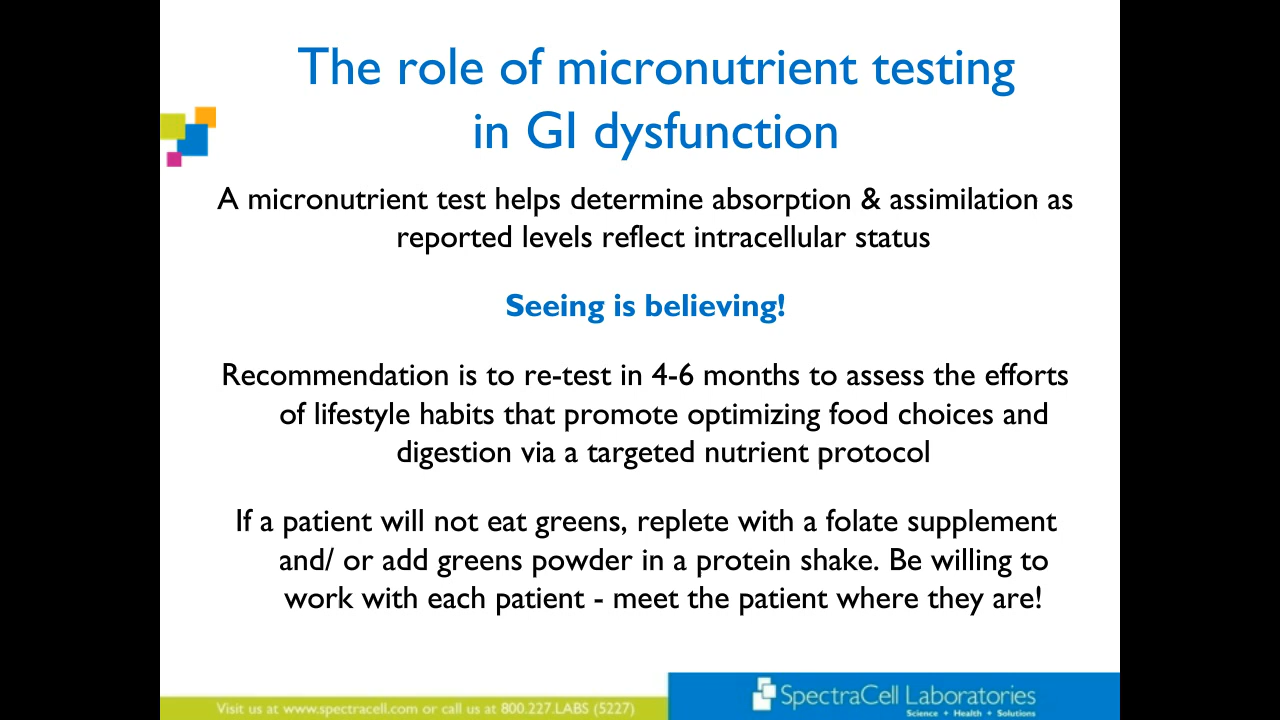 The role of micronutrient testing
in GI dysfunction
A micronutrient test helps determine absorption & assimilation as
reported levels reflect intracellular status
Seeing is believing!
Recommendation is to re-test in 4-6 months to assess the efforts
of lifestyle habits that promote optimizing food choices and
digestion via a targeted nutrient protocol
If a patient will not eat greens, replete with a folate supplement
and/ or add greens powder in a protein shake. Be willing to
work with each patient - meet the patient where they are!
Visit us at www.spectracell.com or call us at 800.227.LABS (5227)
SpectraCell Laboratories
Science + Health + Solutions